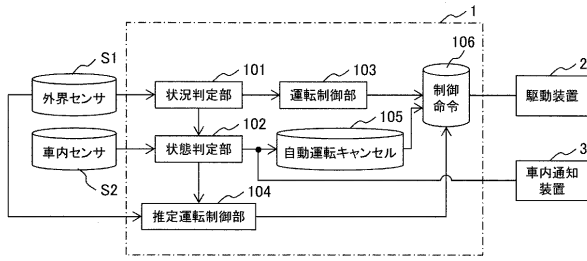 1
S1
外界センサ
101
状況判定部
103
運転制御部
106
制御
命令
2
駆動装置
車内センサ
S2
102
状態判定部
105
自動運転キャンセル
3
車内通知
装置
104
推定運転制御部